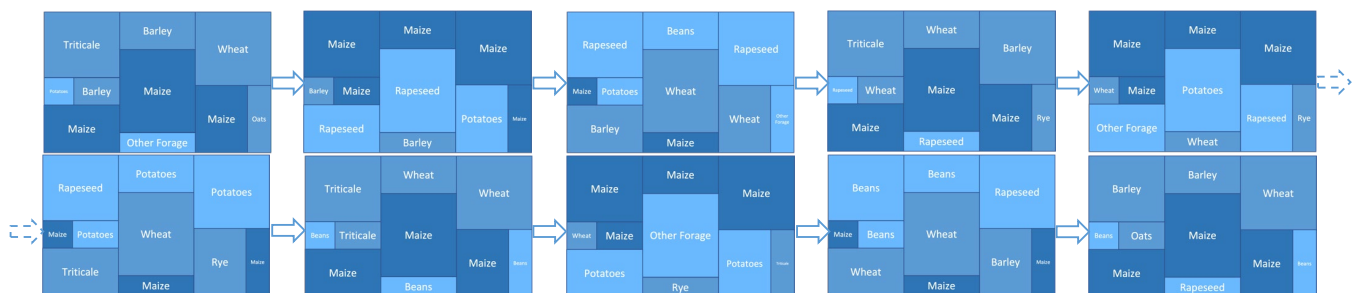 Triticale
Barley
Wheat
Potatoes
Barley
Maize
Maize
Maize
Oats
Other Forage
Maize
Maize
Maize
Barley
Maize
Rapeseed
Rapeseed
Potatoes
Maize
Barley
Rapeseed
Beans
Rapeseed
Maize
Potatoes
Wheat
Barley
Wheat
Other
Forage
Maize
Triticale
Wheat
Barley
Rapeseed
Wheat
Maize
Maize
Maize
Rye
Rapeseed
Maize
Maize
Maize
Wheat
Maize
Potatoes
Other Forage
Rapeseed
Rye
Wheat
Rapeseed
Potatoes
Potatoes
Maize
Potatoes
Wheat
Triticale
Rye
Maize
Maize
Triticale
Wheat
Wheat
Beans
Triticale
Maize
Maize
Maize
Beans
Beans
Maize
Maize
Maize
Wheat
Maize
Other Forage
Potatoes
Potatoes
Rye
Beans
Beans
Rapeseed
Maize
Beans
Wheat
Wheat
Barley
Maize
Maize
Barley
Barley
Wheat
Beans
Oats
Maize
Maize
Maize
Beans
Rapeseed